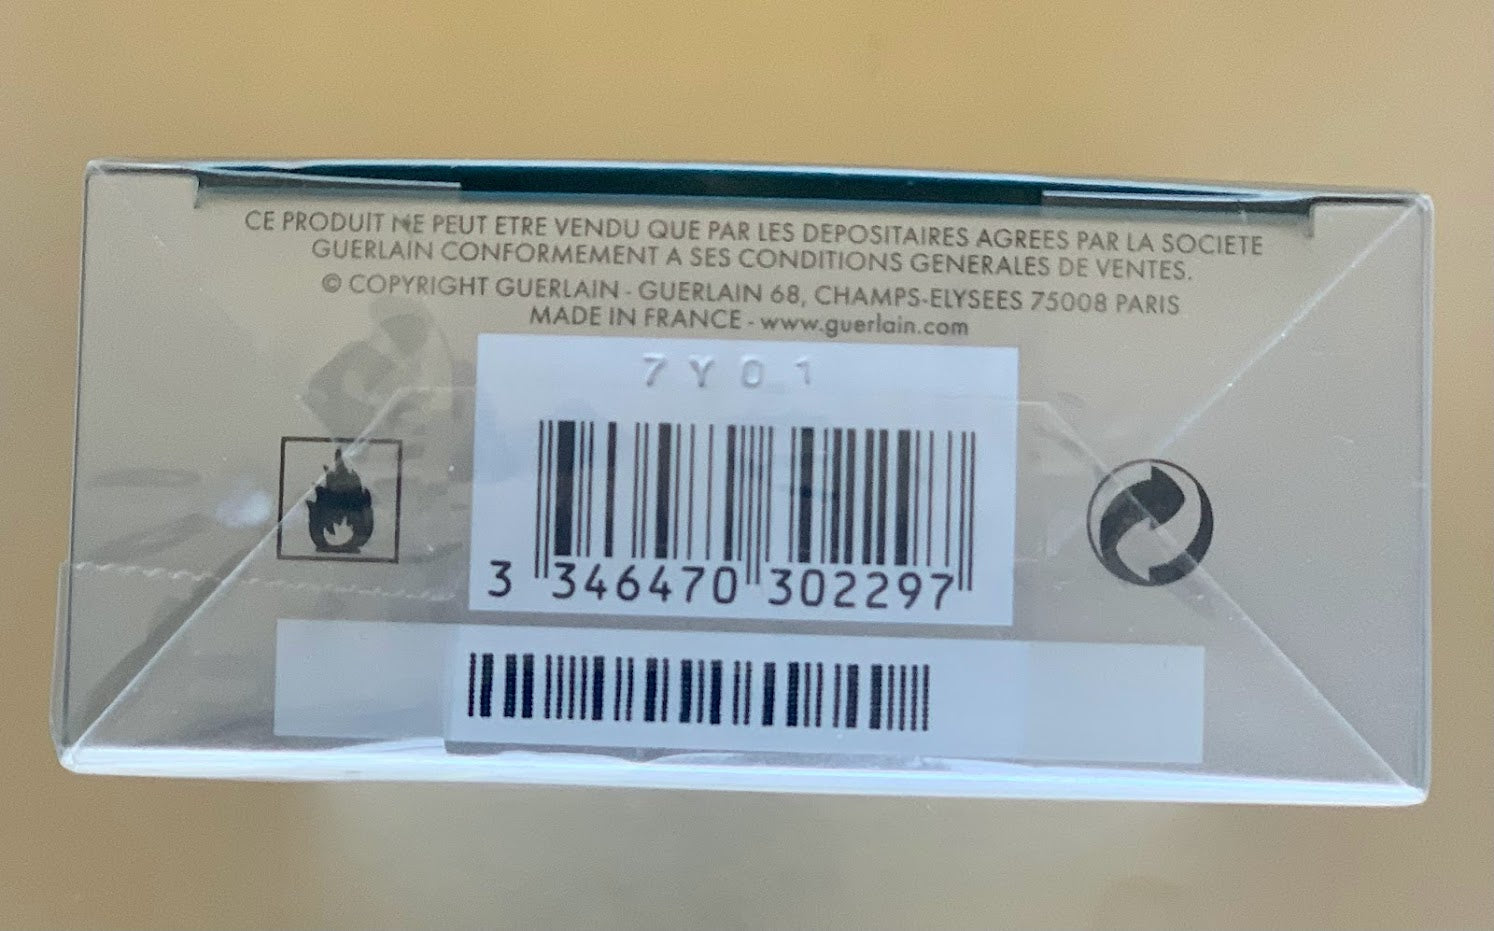 CE PRODUIT NE PEUT ETRE VENDU QUE PAR LES DEPOSITAIRES AGREES PAR LA SOCIETE
GUERLAIN CONFORMEMENT A SES CONDITIONS GENERALES DE VENTES.
© COPYRIGHT GUERLAIN - GUERLAIN 68, CHAMPS-ELYSEES 75008 PARIS
MADE IN FRANCE - www.guerlain.com
7Y01
3 346470 302297